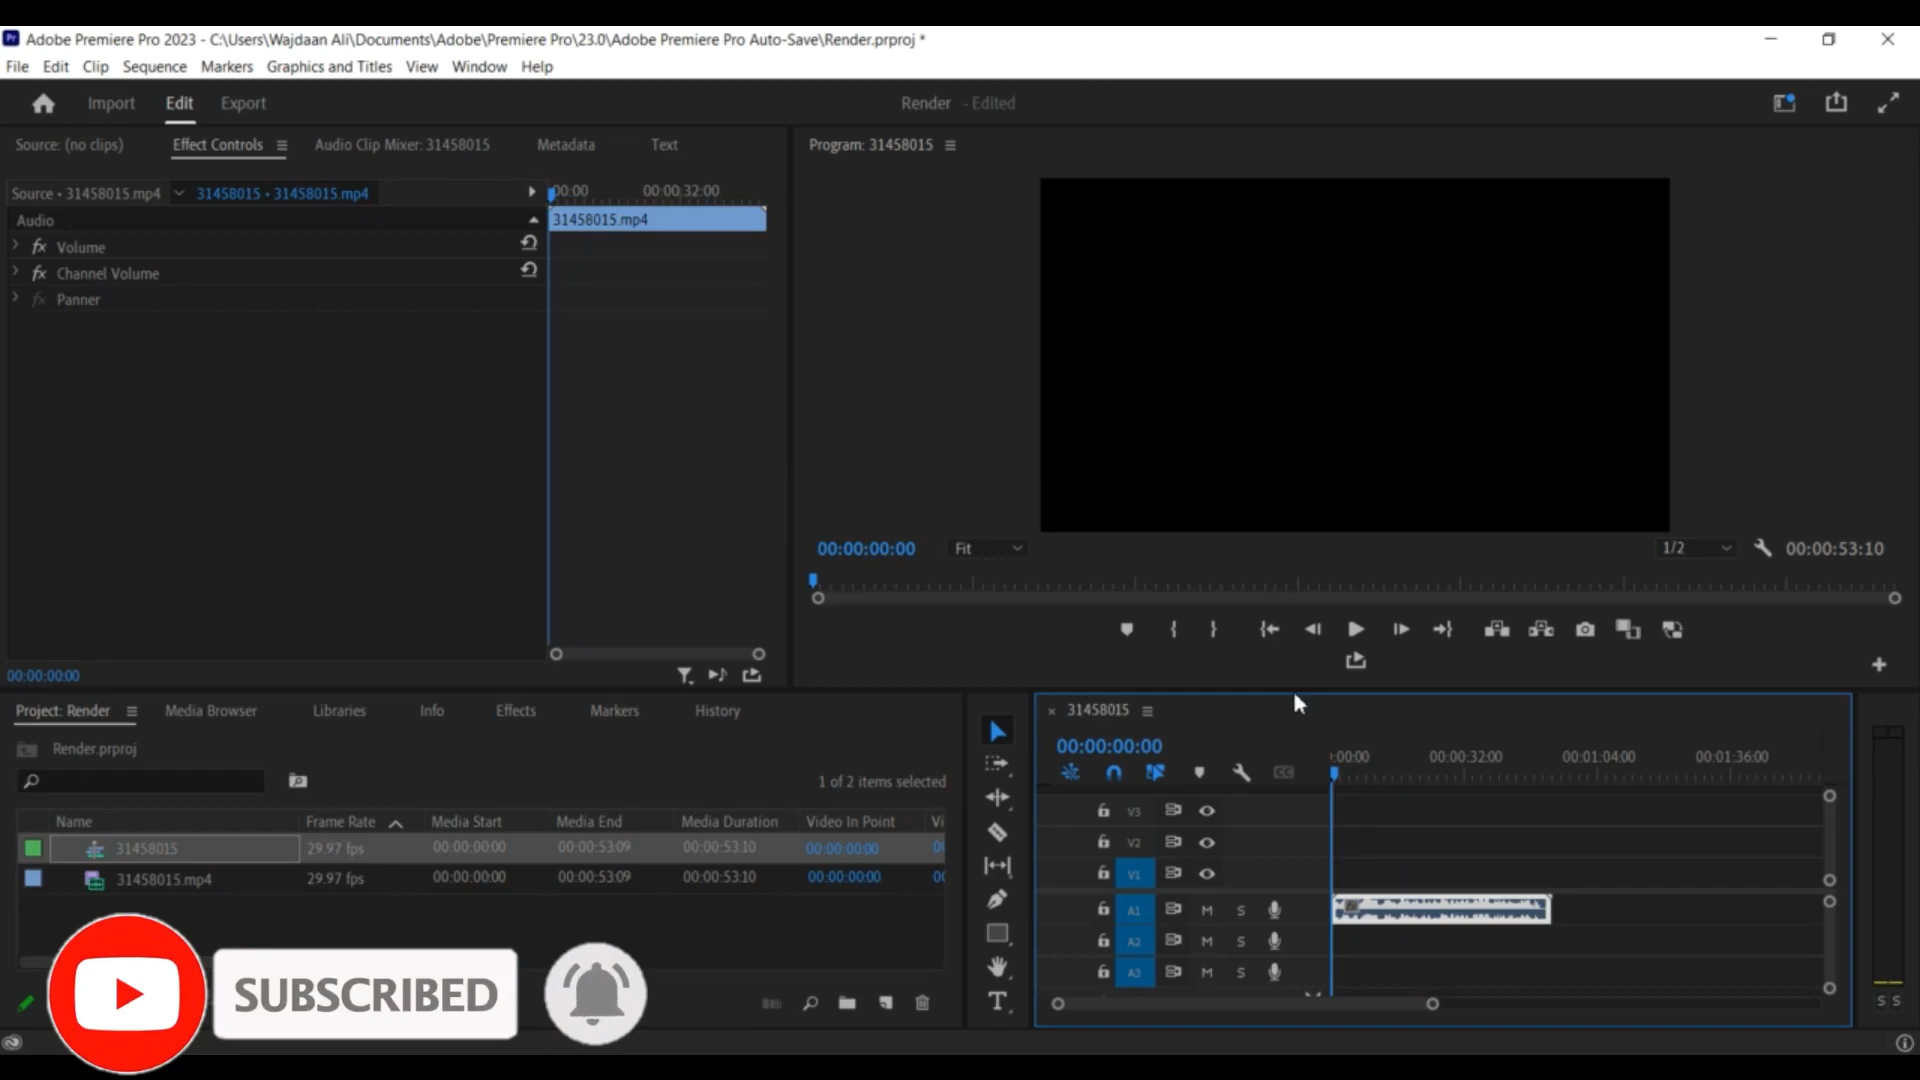 Adobe Premiere Pro 2023 - C:\Users\Wajdaan Ali\Documents\Adobe\Premiere Pro\23.0\Adobe Premiere Pro Auto-Save\Render.prproj *
File Edit Clip Sequence Markers Graphics and Titles View Window Help
Import Edit Export
Render - Edited
Source: (no clips) Effect Controls Audio Clip Mixer: 31458015 Metadata Text
Program: 31458015
Source • 31458015.mp4 31458015 • 31458015.mp4
:00:00 00:00:32:00
Audio
31458015.mp4
fx Volume
fx Channel Volume
fx Panner
00:00:00:00 Fit 1/2 00:00:53:10
00:00:00:00
Project: Render Media Browser Libraries Info Effects Markers History
Render.prproj
1 of 2 items selected
Name Frame Rate Media Start Media End Media Duration Video In Point Vi
31458015 29.97 fps 00:00:00:00 00:00:53:09 00:00:53:10 00:00:00:00 00
31458015.mp4 29.97 fps 00:00:00:00 00:00:53:09 00:00:53:10 00:00:00:00 00
× 31458015
00:00:00:00
:00:00 00:00:32:00 00:01:04:00 00:01:36:00
V3
V2
V1
A1 M S
A2 M S
A3 M S
S S
SUBSCRIBED